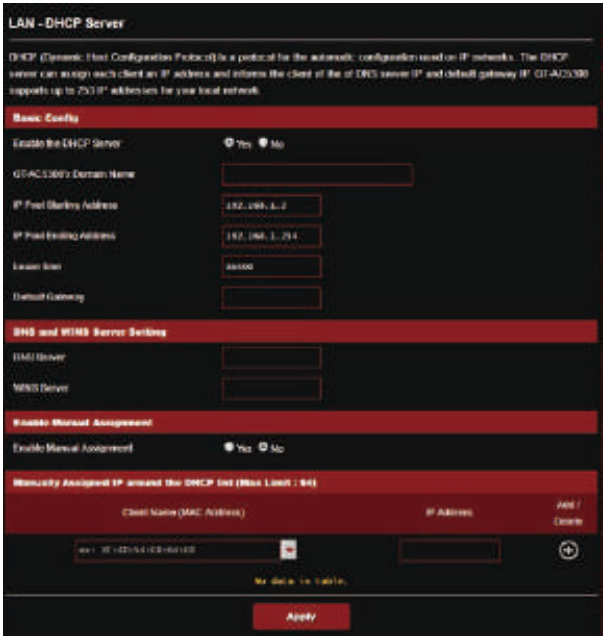 LAN - DHCP Server
DHCP (Dynamic Host Configuration Protocol) is a protocol for the automatic configuration used on IP networks. The DHCP
server can assign each client an IP address and informs the client of the of DNS server IP and default gateway IP. GT-AC5300
supports up to 253 IP addresses for your local network.
Basic Config
Enable the DHCP Server Yes No
GT-AC5300's Domain Name
IP Pool Starting Address 192.168.1.2
IP Pool Ending Address 192.168.1.254
Lease time 86400
Default Gateway
DNS and WINS Server Setting
DNS Server
WINS Server
Enable Manual Assignment
Enable Manual Assignment Yes No
Manually Assigned IP around the DHCP list (Max Limit : 64)
Client Name (MAC Address) IP Address Add / Delete
ex:
No data in table.
Apply